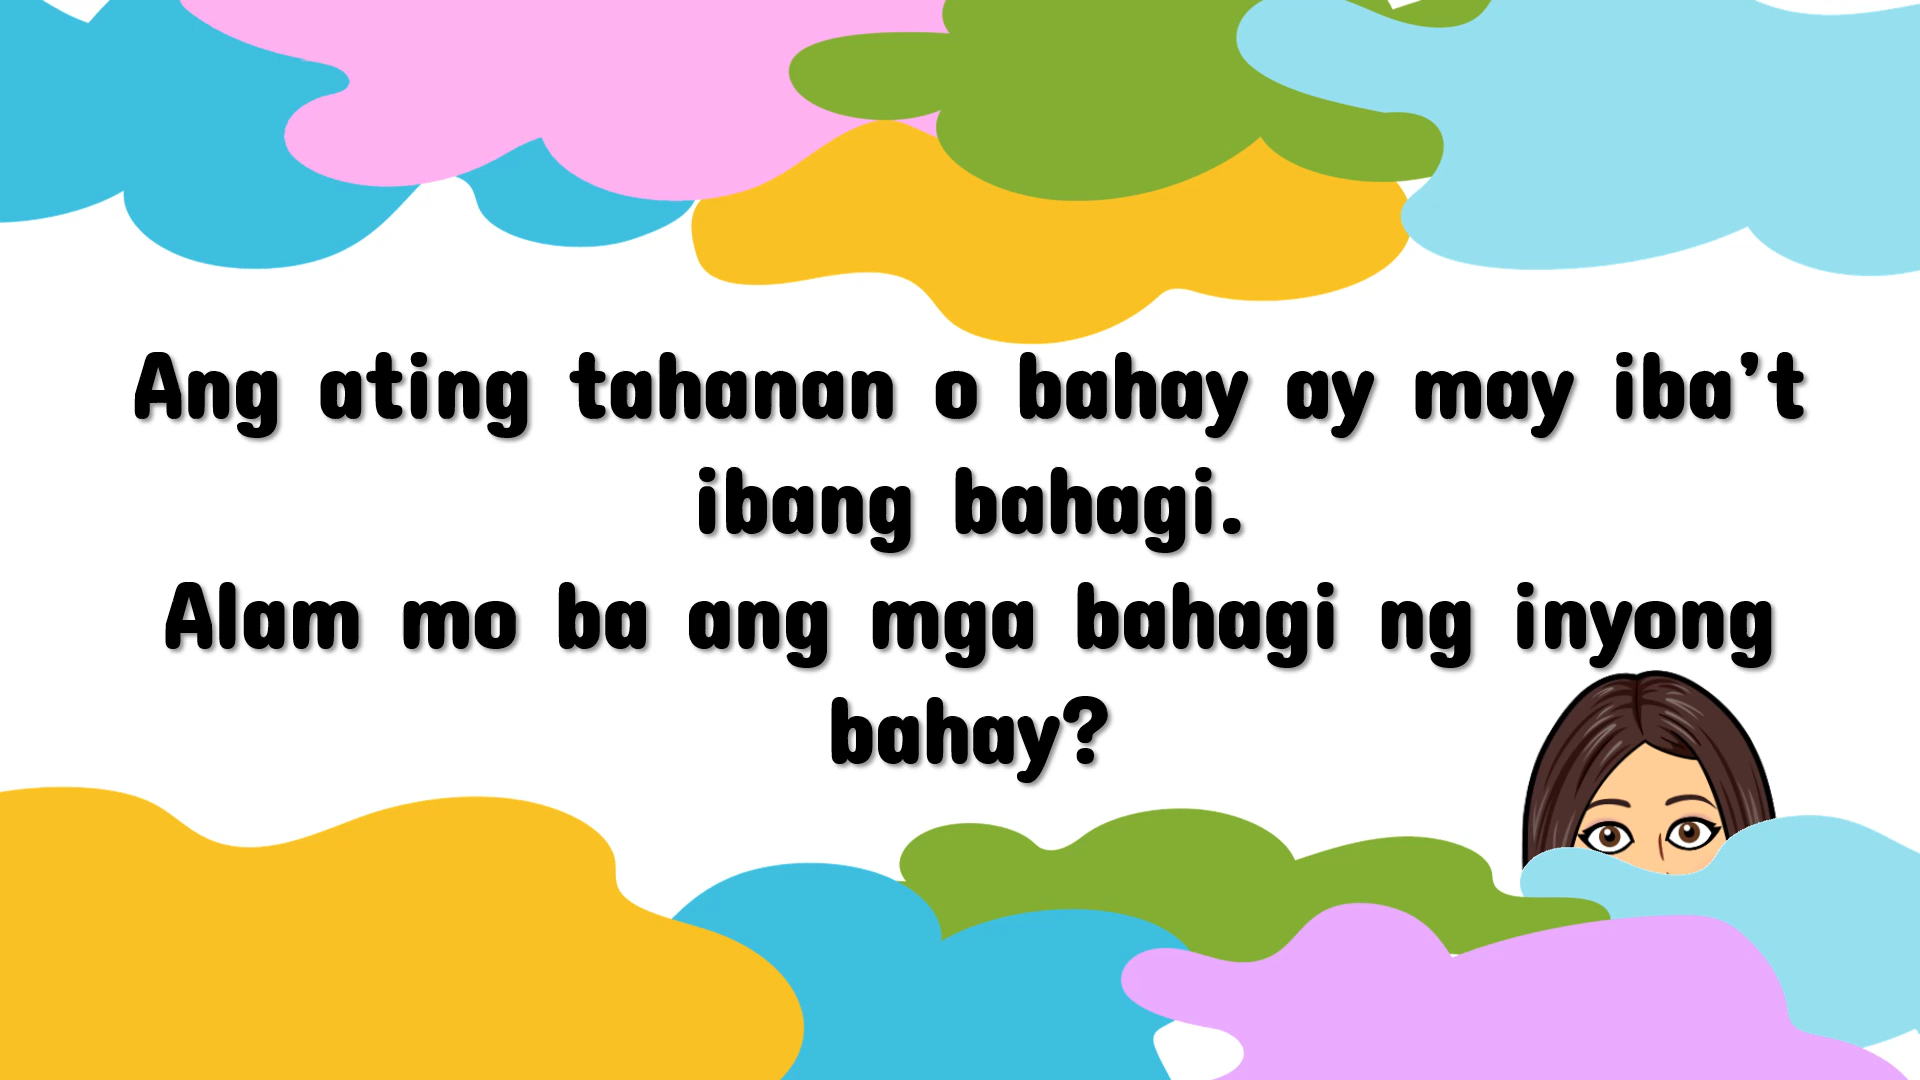 Ang ating tahanan o bahay ay may iba’t
ibang bahagi.
Alam mo ba ang mga bahagi ng inyong
bahay?